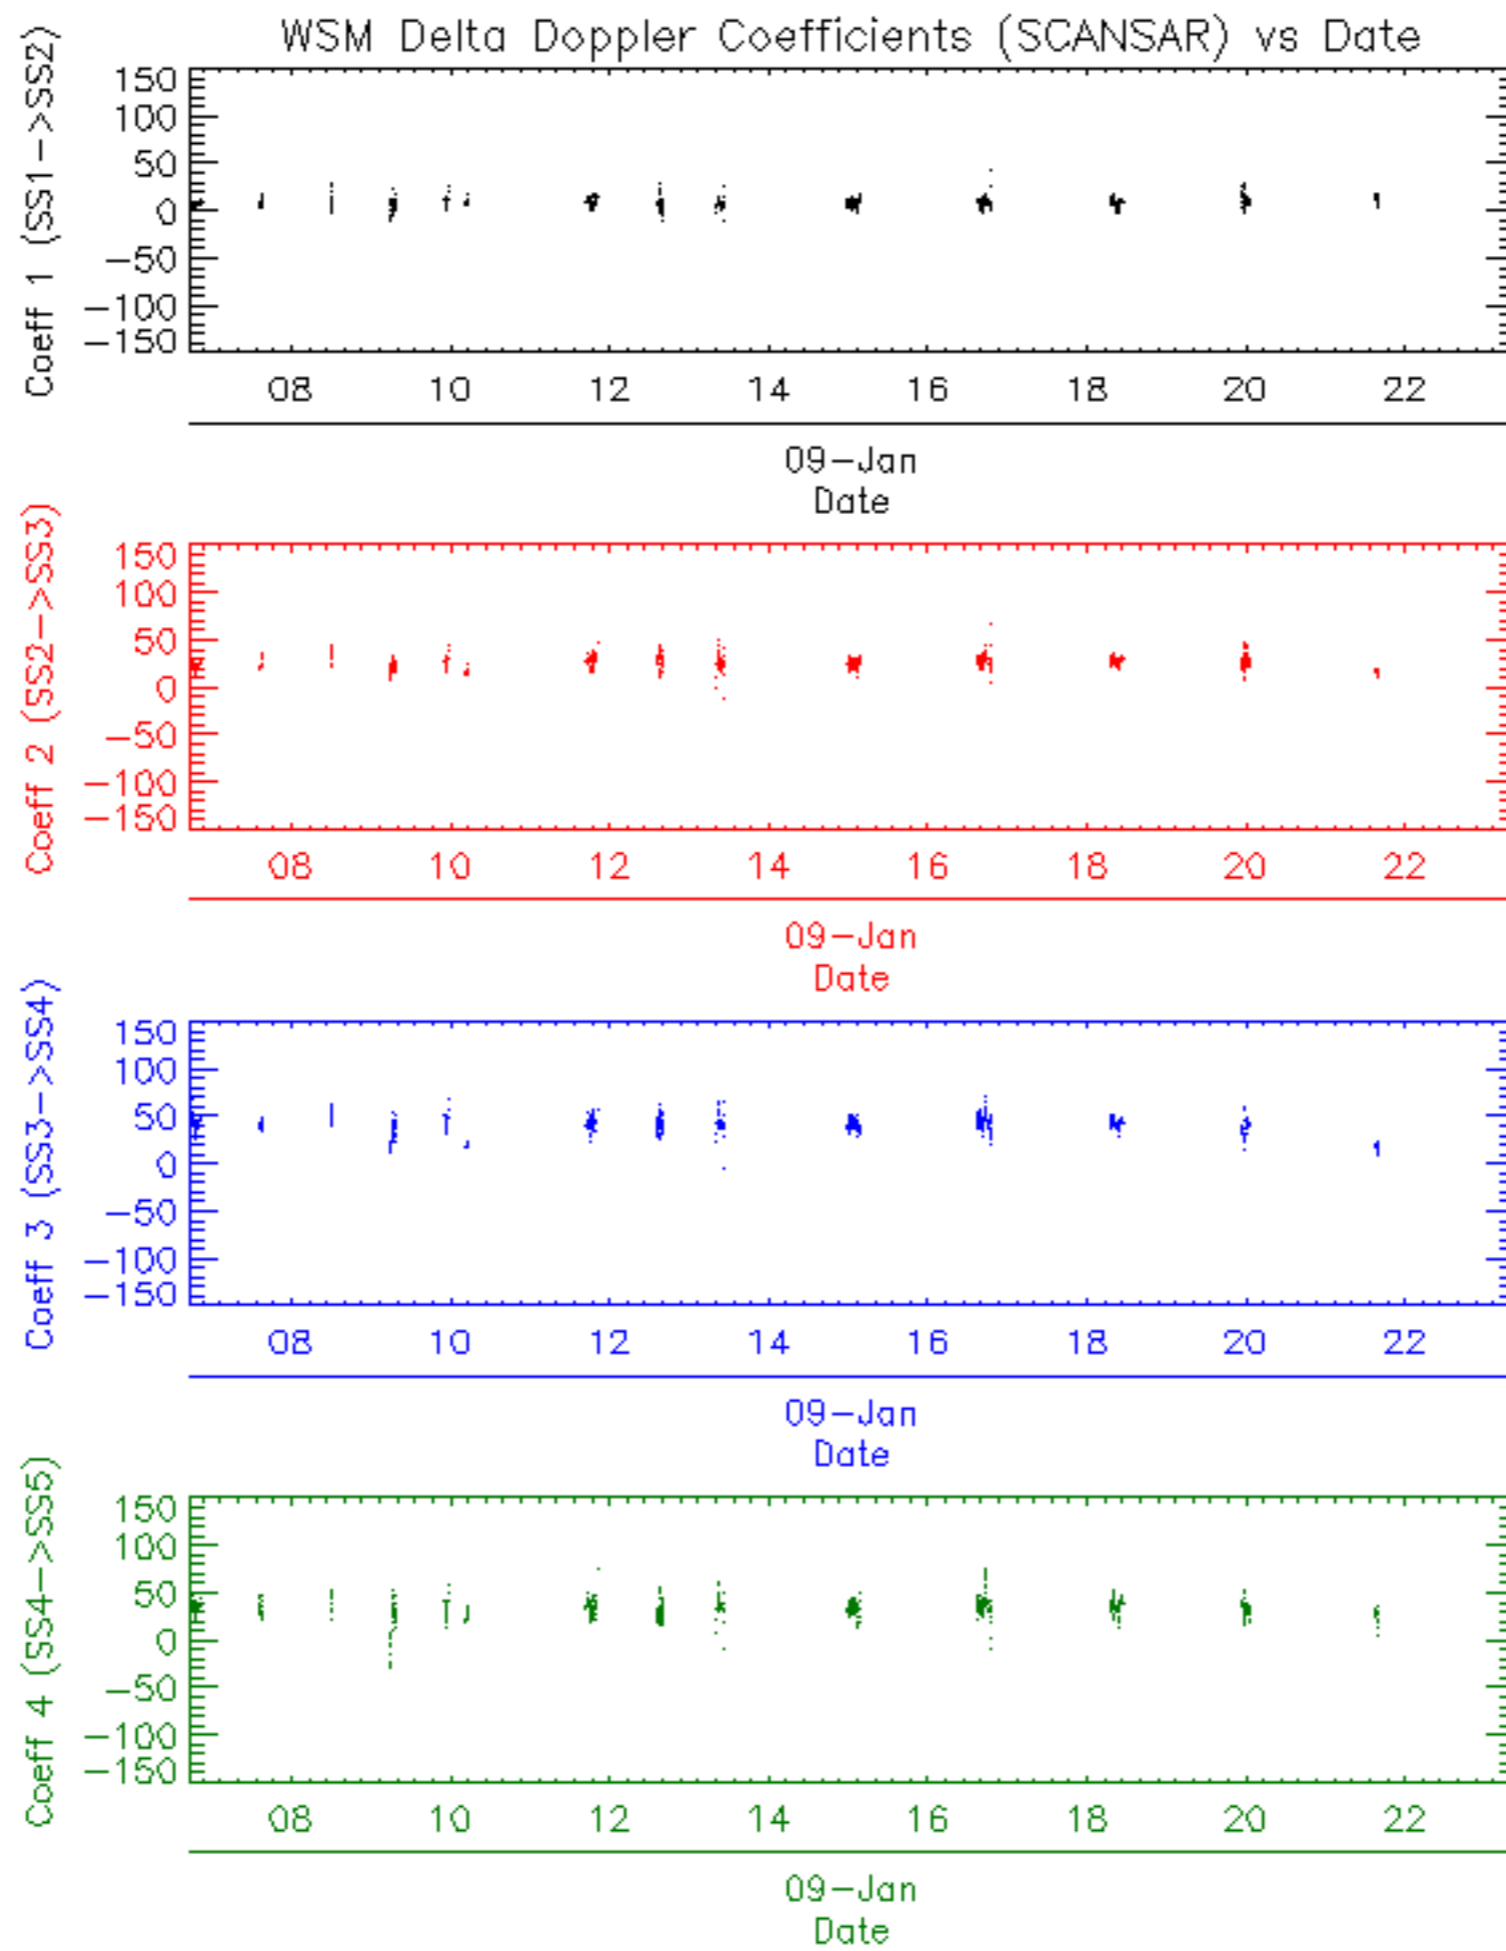 WSM Delta Doppler Coefficients (SCANSAR) vs Date
Coeff 1 (SS1->SS2)
150
100
50
0
-50
-100
-150
08 10 12 14 16 18 20 22
09-Jan
Date
Coeff 2 (SS2->SS3)
150
100
50
0
-50
-100
-150
08 10 12 14 16 18 20 22
09-Jan
Date
Coeff 3 (SS3->SS4)
150
100
50
0
-50
-100
-150
08 10 12 14 16 18 20 22
09-Jan
Date
Coeff 4 (SS4->SS5)
150
100
50
0
-50
-100
-150
08 10 12 14 16 18 20 22
09-Jan
Date